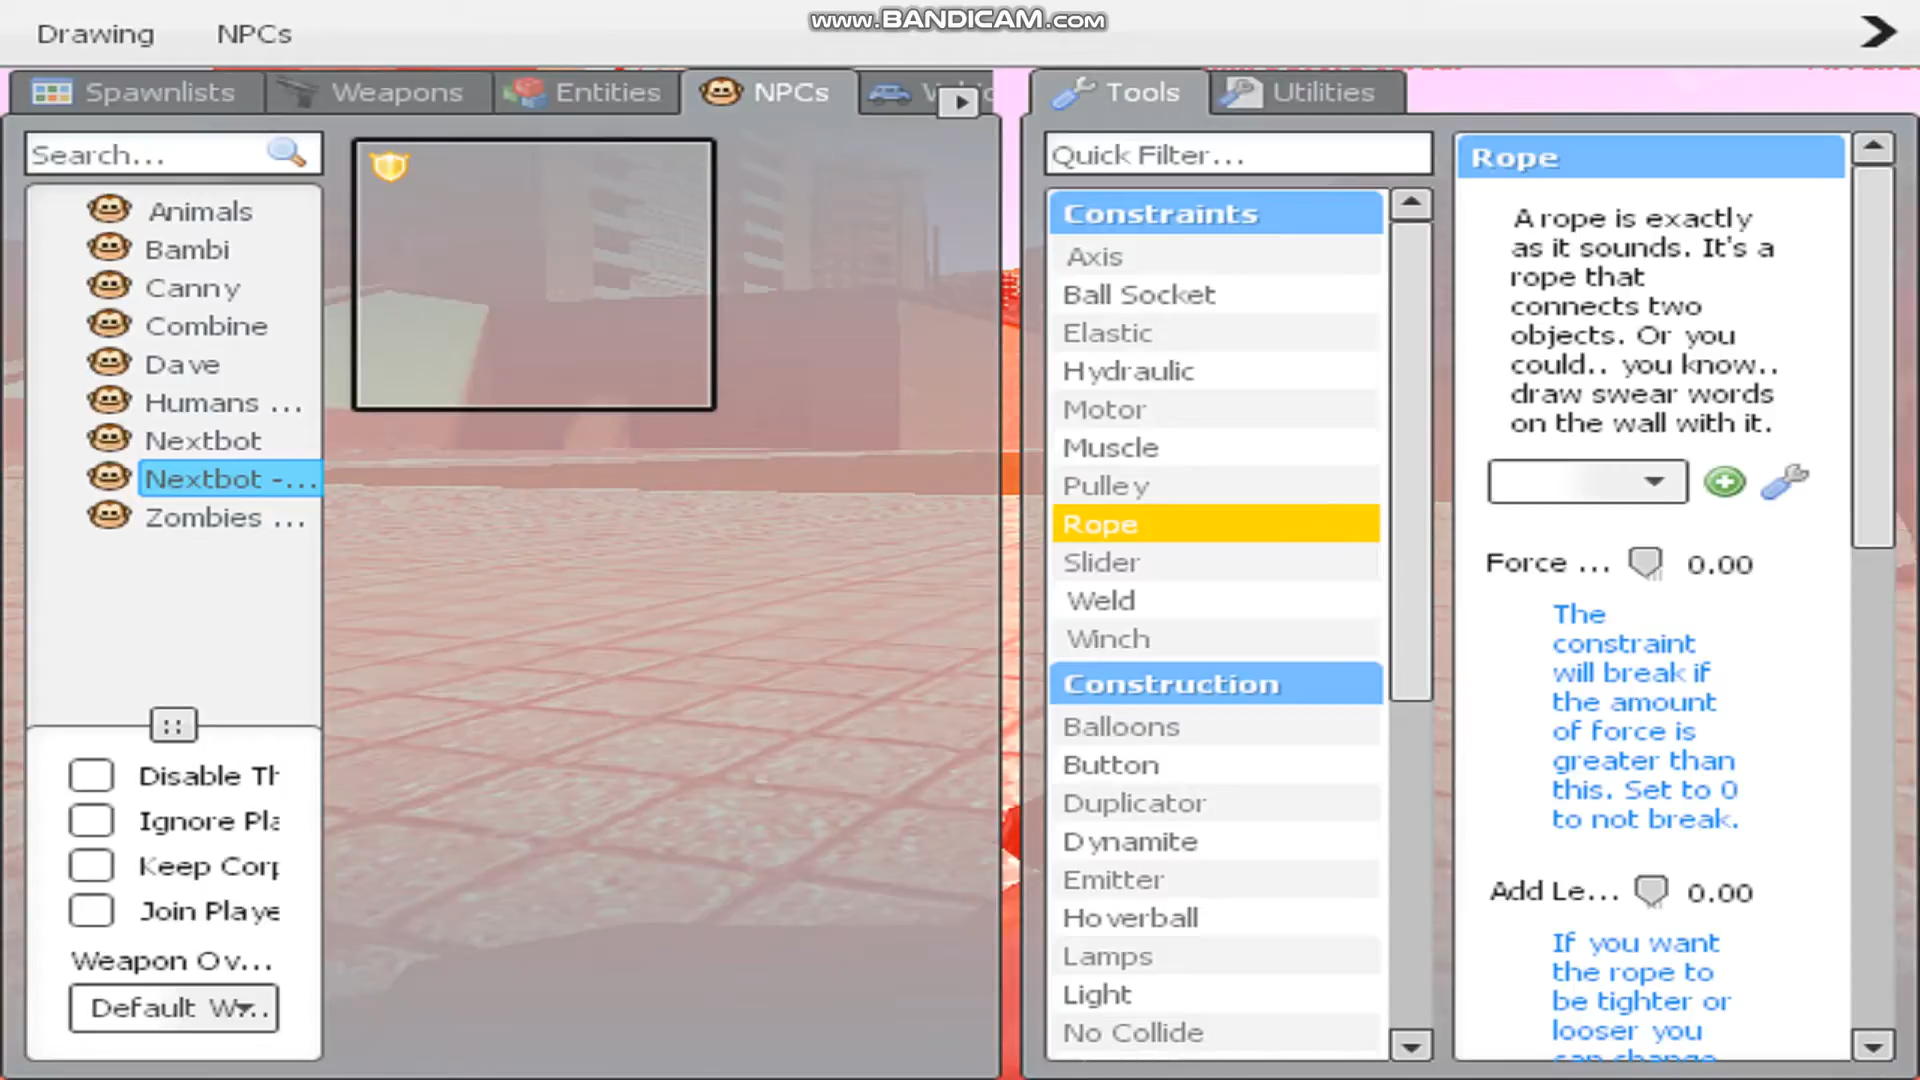 www.BANDICAM.com
Drawing
NPCs
Spawnlists
Weapons
Entities
NPCs
Tools
Utilities
Search...
Animals
Bambi
Canny
Combine
Dave
Humans ...
Nextbot
Nextbot -...
Zombies ...
Disable Th
Ignore Pla
Keep Corp
Join Playe
Weapon Ov...
Default W...
Quick Filter...
Constraints
Axis
Ball Socket
Elastic
Hydraulic
Motor
Muscle
Pulley
Rope
Slider
Weld
Winch
Construction
Balloons
Button
Duplicator
Dynamite
Emitter
Hoverball
Lamps
Light
No Collide
Rope
A rope is exactly
as it sounds. It's a
rope that
connects two
objects. Or you
could.. you know..
draw swear words
on the wall with it.
Force ... 0.00
The
constraint
will break if
the amount
of force is
greater than
this. Set to 0
to not break.
Add Le... 0.00
If you want
the rope to
be tighter or
looser you
can change